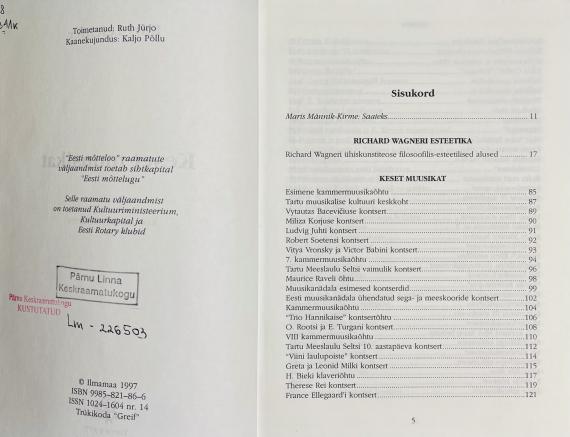 8
Toimetanud: Ruth Jürjo
Kaanekujundus: Kaljo Põllu
"Eesti mõtteloo" raamatute
väljaandmist toetab sihtkapital
"Eesti mõttelugu"
Selle raamatu väljaandmist
on toetanud Kultuuriministeerium,
Kultuurkapital ja
Eesti Rotary klubid
Pärnu Linna
Keskraamatukogu
Pärnu Keskraamatukogu
KUSTUTATUD
Lm - 226503
© Ilmamaa 1997
ISBN 9985-821-86-6
ISSN 1024-1604 nr. 14
Trükikoda "Greif"
Sisukord
Maris Männik-Kirme: Saateks 11
RICHARD WAGNERI ESTEETIKA
Richard Wagneri ühiskunstiteose filosoofilis-esteetilised alused 17
KESET MUUSIKAT
Esimene kammermuusikaõhtu 85
Tartu muusikalise kultuuri keskkoht 87
Vytautas Bacevičiuse kontsert 89
Miliza Korjuse kontsert 90
Ludvig Juhti kontsert 91
Robert Soetensi kontsert 92
Vitya Vronsky ja Victor Babini kontsert 93
7. kammermuusikaõhtu 94
Tartu Meeslaulu Seltsi vaimulik kontsert 96
Maurice Raveli õhtu 98
Muusikanädala esimesed kontserdid 99
Eesti muusikanädala ühendatud sega- ja meeskooride kontsert 102
Kammermuusikaõhtu 104
"Trio Hannikaise" kontsertõhtu 106
O. Rootsi ja E. Turgani kontsert 108
VIII kammermuusikaõhtu 110
Tartu Meeslaulu Seltsi 10. aastapäeva kontsert 112
"Viini laulupoiste" kontsert 114
Greta ja Leonid Milki kontsert 115
H. Bieki klaveriõhtu 117
Therese Rei kontsert 119
France Ellegaard'i kontsert 121
5